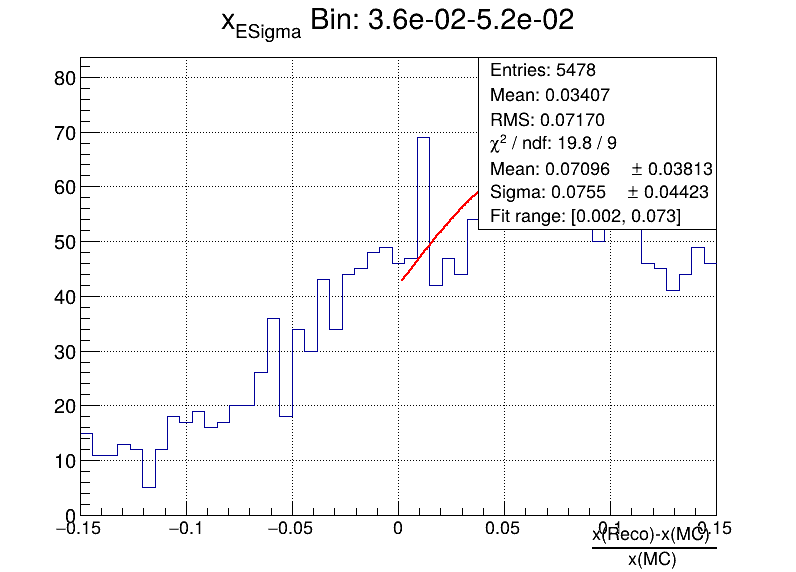 x_ESigma Bin: 3.6e-02-5.2e-02
Entries: 5478
Mean: 0.03407
RMS: 0.07170
χ² / ndf: 19.8 / 9
Mean: 0.07096 ± 0.03813
Sigma: 0.0755 ± 0.04423
Fit range: [0.002, 0.073]
80
70
60
50
40
30
20
10
0
−0.15 −0.1 −0.05 0 0.05 0.1 0.15
x(Reco)-x(MC)
x(MC)